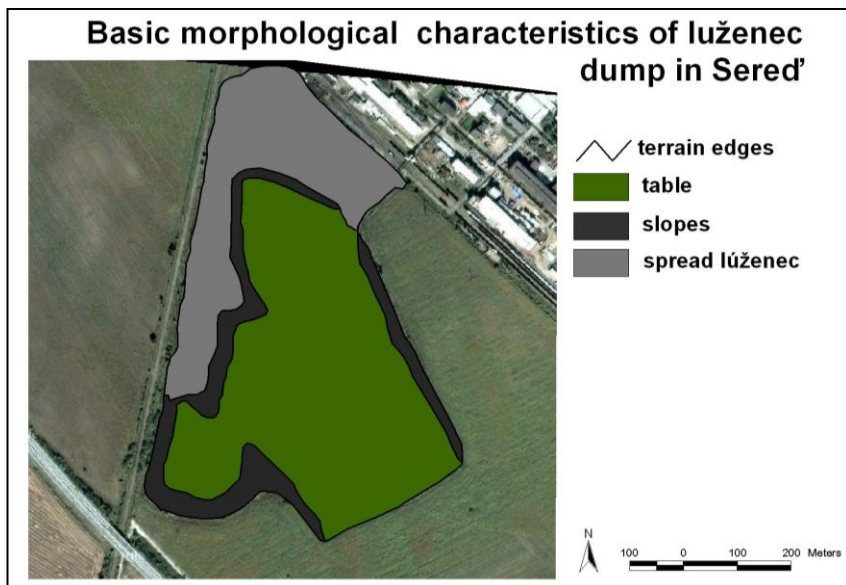 Basic morphological characteristics of luženec
dump in Sereď
terrain edges
table
slopes
spread lúženec
N
100 0 100 200 Meters